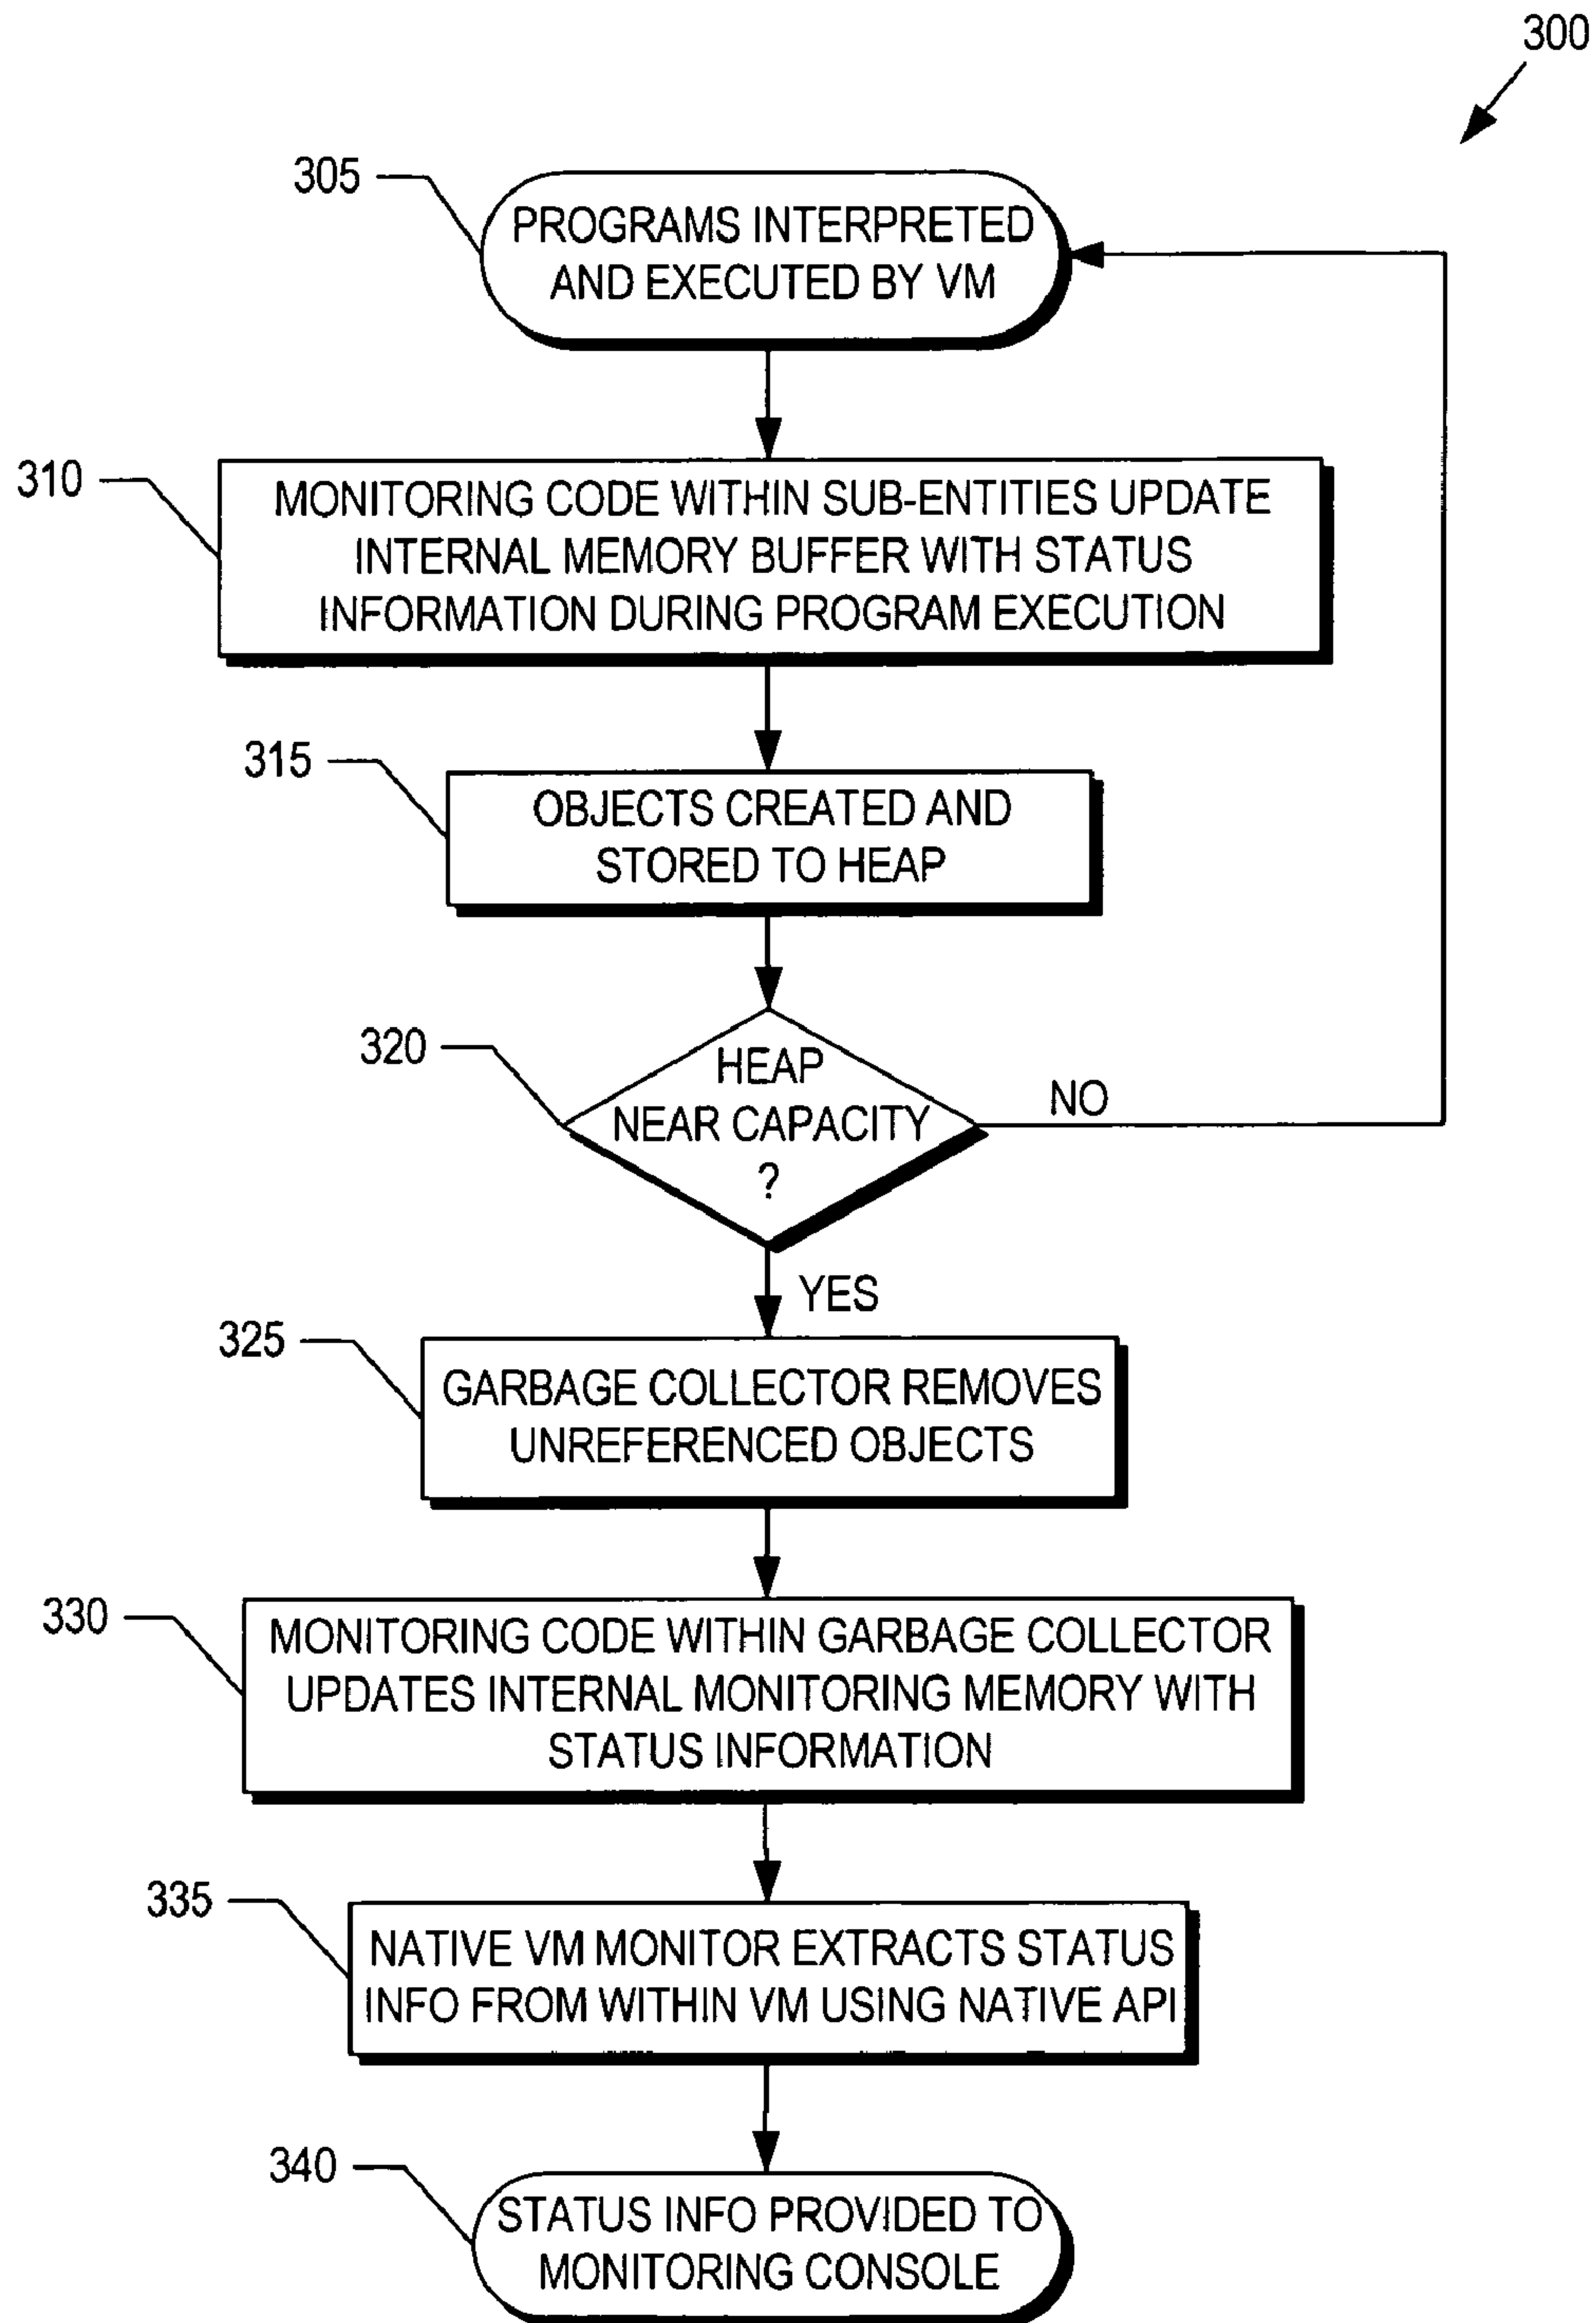 300
305
PROGRAMS INTERPRETED
AND EXECUTED BY VM
310
MONITORING CODE WITHIN SUB-ENTITIES UPDATE
INTERNAL MEMORY BUFFER WITH STATUS
INFORMATION DURING PROGRAM EXECUTION
315
OBJECTS CREATED AND
STORED TO HEAP
320
HEAP
NEAR CAPACITY
?
NO
YES
325
GARBAGE COLLECTOR REMOVES
UNREFERENCED OBJECTS
330
MONITORING CODE WITHIN GARBAGE COLLECTOR
UPDATES INTERNAL MONITORING MEMORY WITH
STATUS INFORMATION
335
NATIVE VM MONITOR EXTRACTS STATUS
INFO FROM WITHIN VM USING NATIVE API
340
STATUS INFO PROVIDED TO
MONITORING CONSOLE